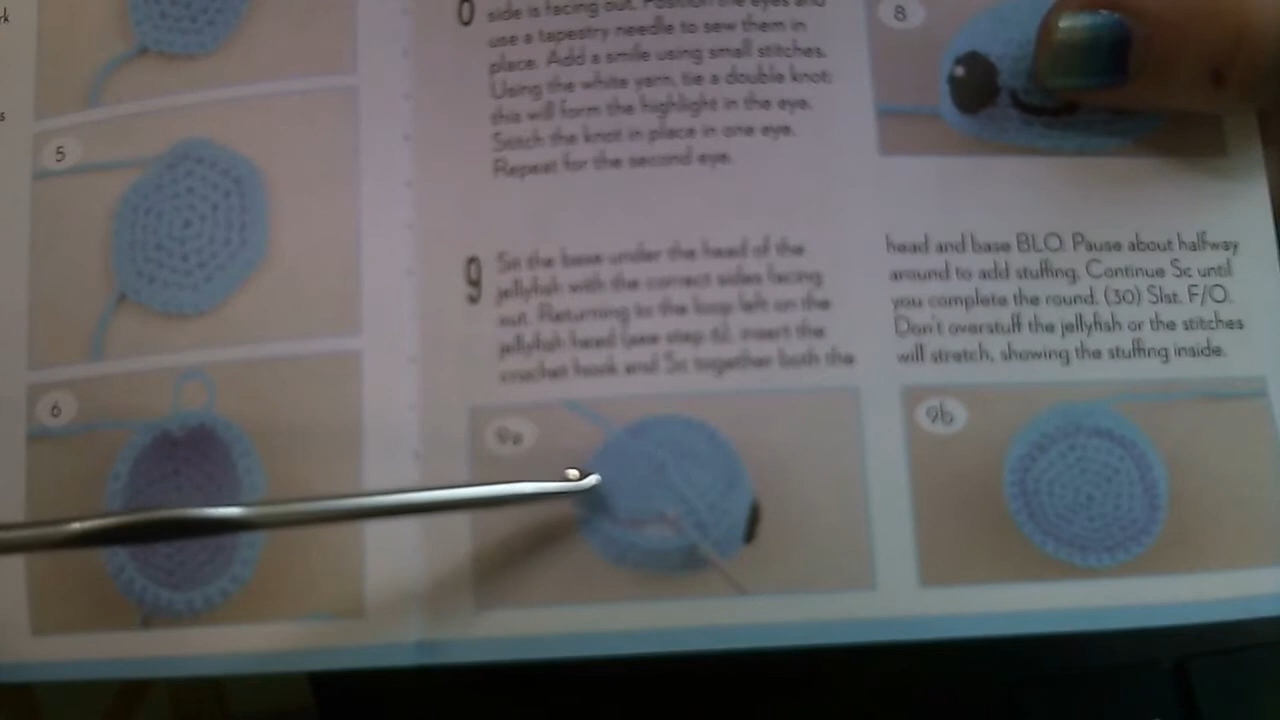 rk
s
5
6
8
side is facing out. Position the eyes and
use a tapestry needle to sew them in
place. Add a smile using small stitches.
Using the white yarn, tie a double knot;
this will form the highlight in the eye.
Stitch the knot in place in one eye.
Repeat for the second eye.
8
9
Sit the base under the head of the
jellyfish with the correct sides facing
out. Returning to the loop left on the
jellyfish head (see step 6), insert the
crochet hook and Sc together both the
head and base BLO. Pause about halfway
around to add stuffing. Continue Sc until
you complete the round. (30) Slst. F/O.
Don't overstuff the jellyfish or the stitches
will stretch, showing the stuffing inside.
9a
9b